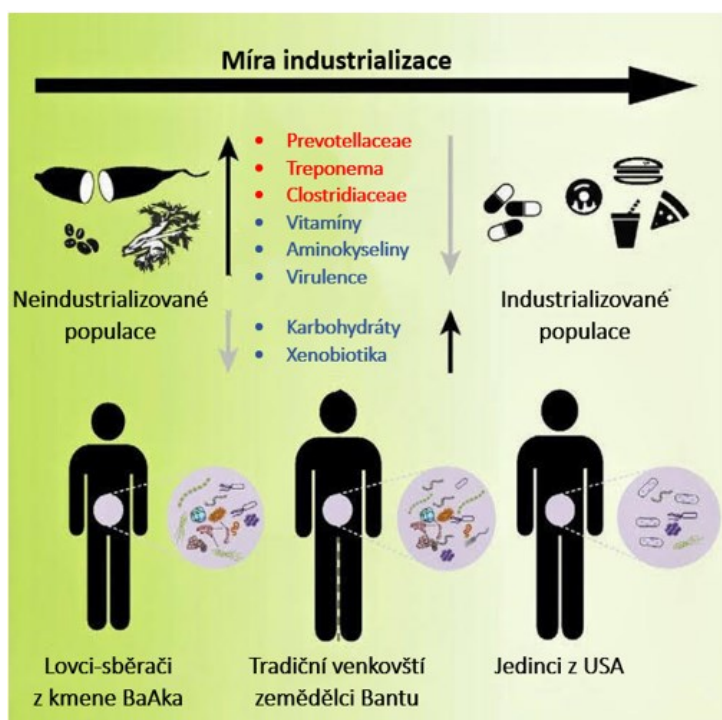 Míra industrializace
• Prevotellaceae
• Treponema
• Clostridiaceae
• Vitamíny
• Aminokyseliny
• Virulence
Neindustrializované
populace
Industrializované
populace
• Karbohydráty
• Xenobiotika
Lovci-sběrači
z kmene BaAka
Tradiční venkovští
zemědělci Bantu
Jedinci z USA